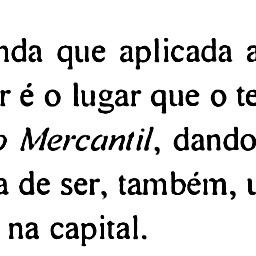 nda que aplicada a
r é o lugar que o te
o Mercantil, dando
a de ser, também, u
na capital.